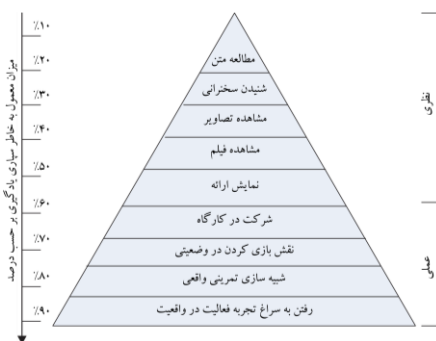 ٪۱۰
٪۲۰
٪۳۰
٪۴۰
٪۵۰
٪۶۰
٪۷۰
٪۸۰
٪۹۰
میزان معمول به خاطر سپاری یادگیری بر حسب درصد
مطالعه متن
شنیدن سخنرانی
مشاهده تصاویر
مشاهده فیلم
نمایش ارائه
شرکت در کارگاه
نقش بازی کردن در وضعیتی
شبیه سازی تمرینی واقعی
رفتن به سراغ تجربه فعالیت در واقعیت
نظری
عملی